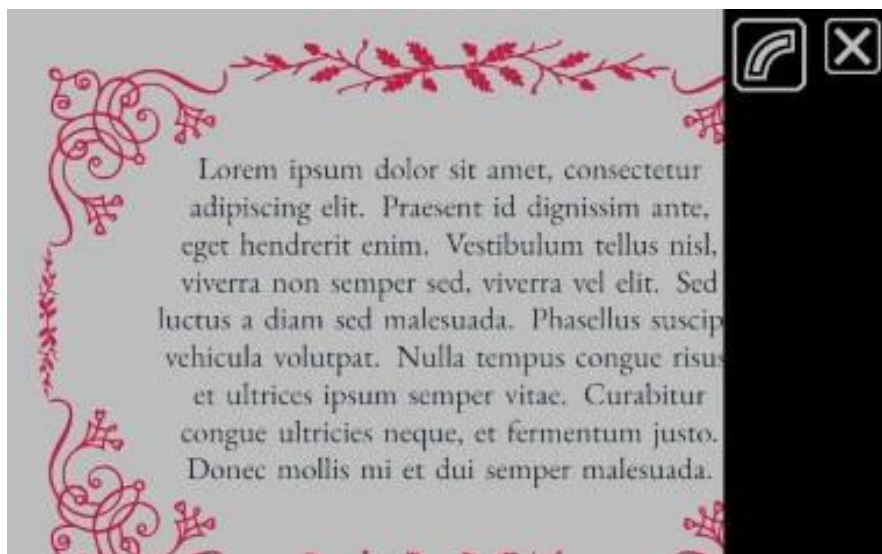 Lorem ipsum dolor sit amet, consectetur
adipiscing elit. Praesent id dignissim ante,
eget hendrerit enim. Vestibulum tellus nisl,
viverra non semper sed, viverra vel elit. Sed
luctus a diam sed malesuada. Phasellus suscip
vehicula volutpat. Nulla tempus congue risus
et ultrices ipsum semper vitae. Curabitur
congue ultricies neque, et fermentum justo.
Donec mollis mi et dui semper malesuada.